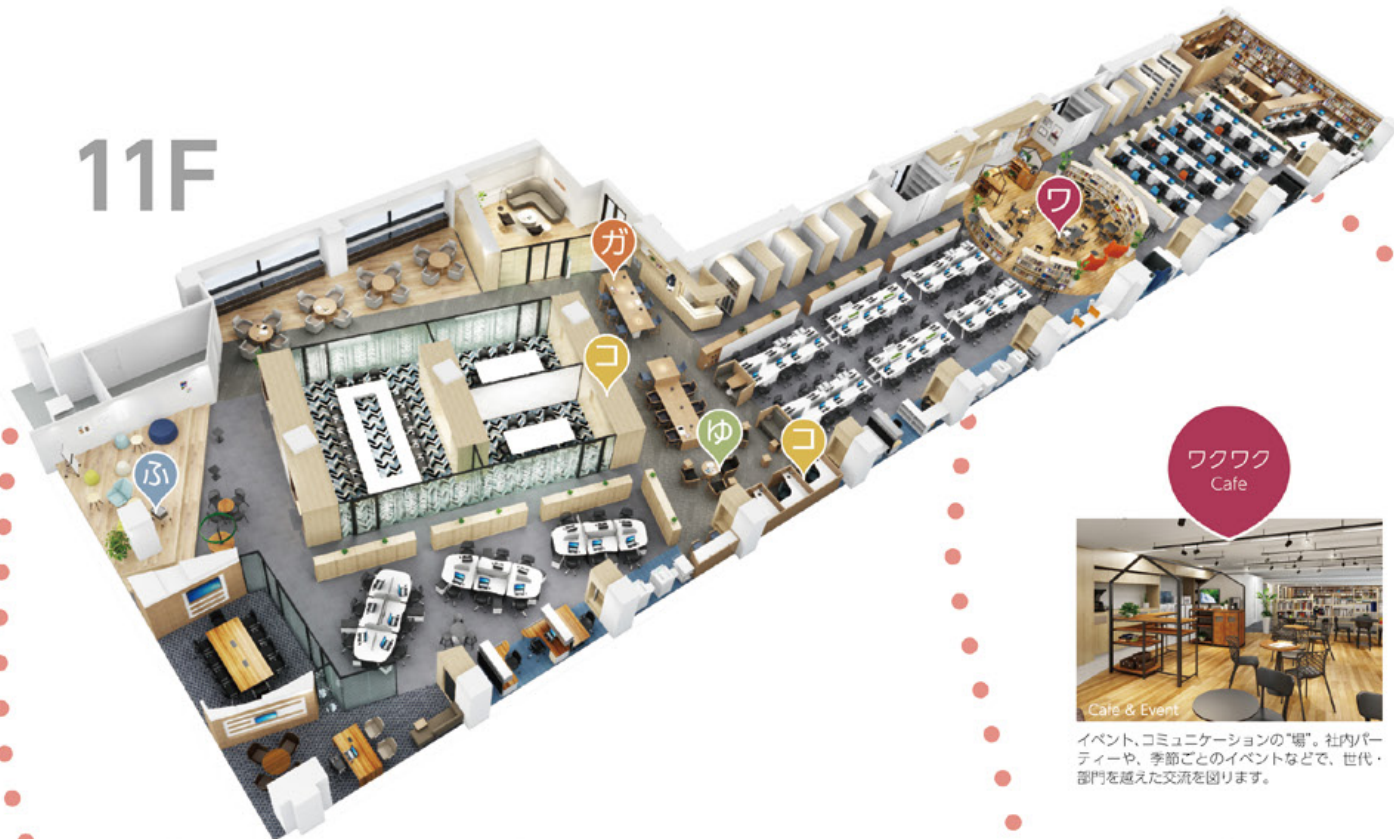 11F
ワ
ガ
コ
ゆ
コ
ふ
ワクワク
Cafe
Cafe & Event
イベント、コミュニケーションの“場”。社内パー
ティーや、季節ごとのイベントなどで、世代・
部門を越えた交流を図ります。